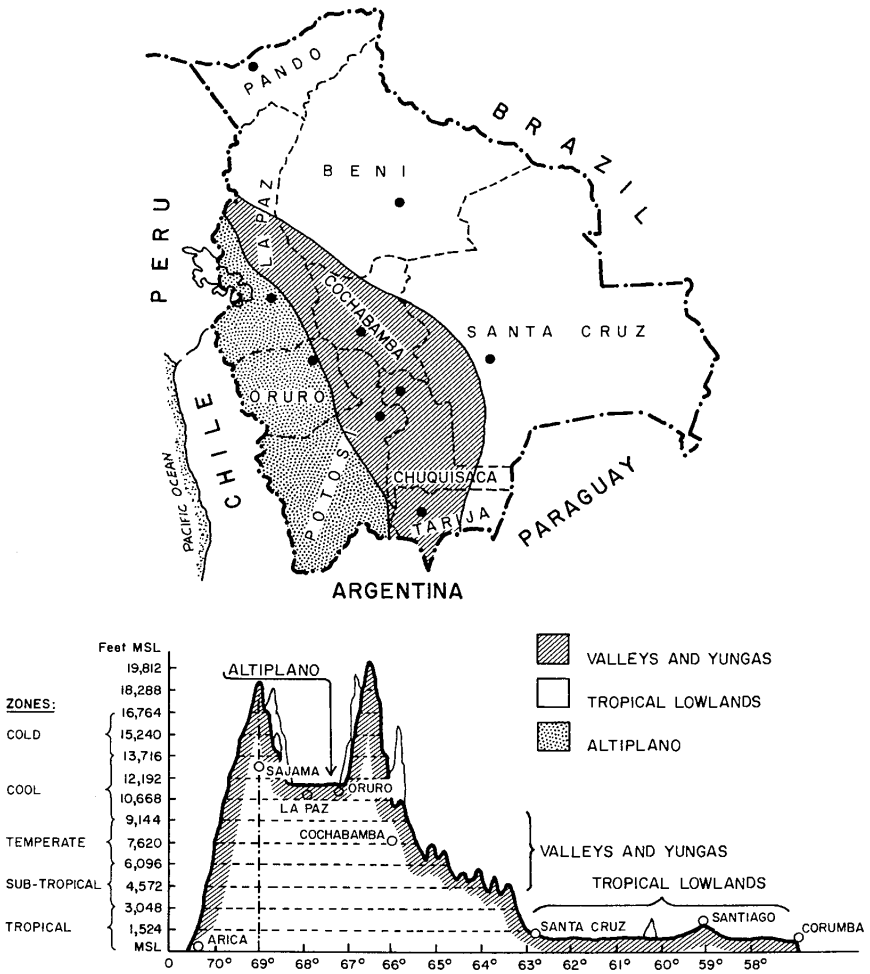 PANDO
BRAZIL
BENI
PERU
LA PAZ
COCHABAMBA
SANTA CRUZ
ORURO
CHILE
PACIFIC OCEAN
POTOSI
CHUQUISACA
TARIJA
PARAGUAY
ARGENTINA
VALLEYS AND YUNGAS
TROPICAL LOWLANDS
ALTIPLANO
Feet MSL
ZONES:
COLD
COOL
TEMPERATE
SUB-TROPICAL
TROPICAL
19,812
18,288
16,764
15,240
13,716
12,192
10,668
9,144
7,620
6,096
4,572
3,048
1,524
MSL
ALTIPLANO
SAJAMA
LA PAZ
ORURO
COCHABAMBA
VALLEYS AND YUNGAS
TROPICAL LOWLANDS
ARICA
SANTA CRUZ
SANTIAGO
CORUMBA
0 70° 69° 68° 67° 66° 65° 63° 62° 61° 60° 59° 58°